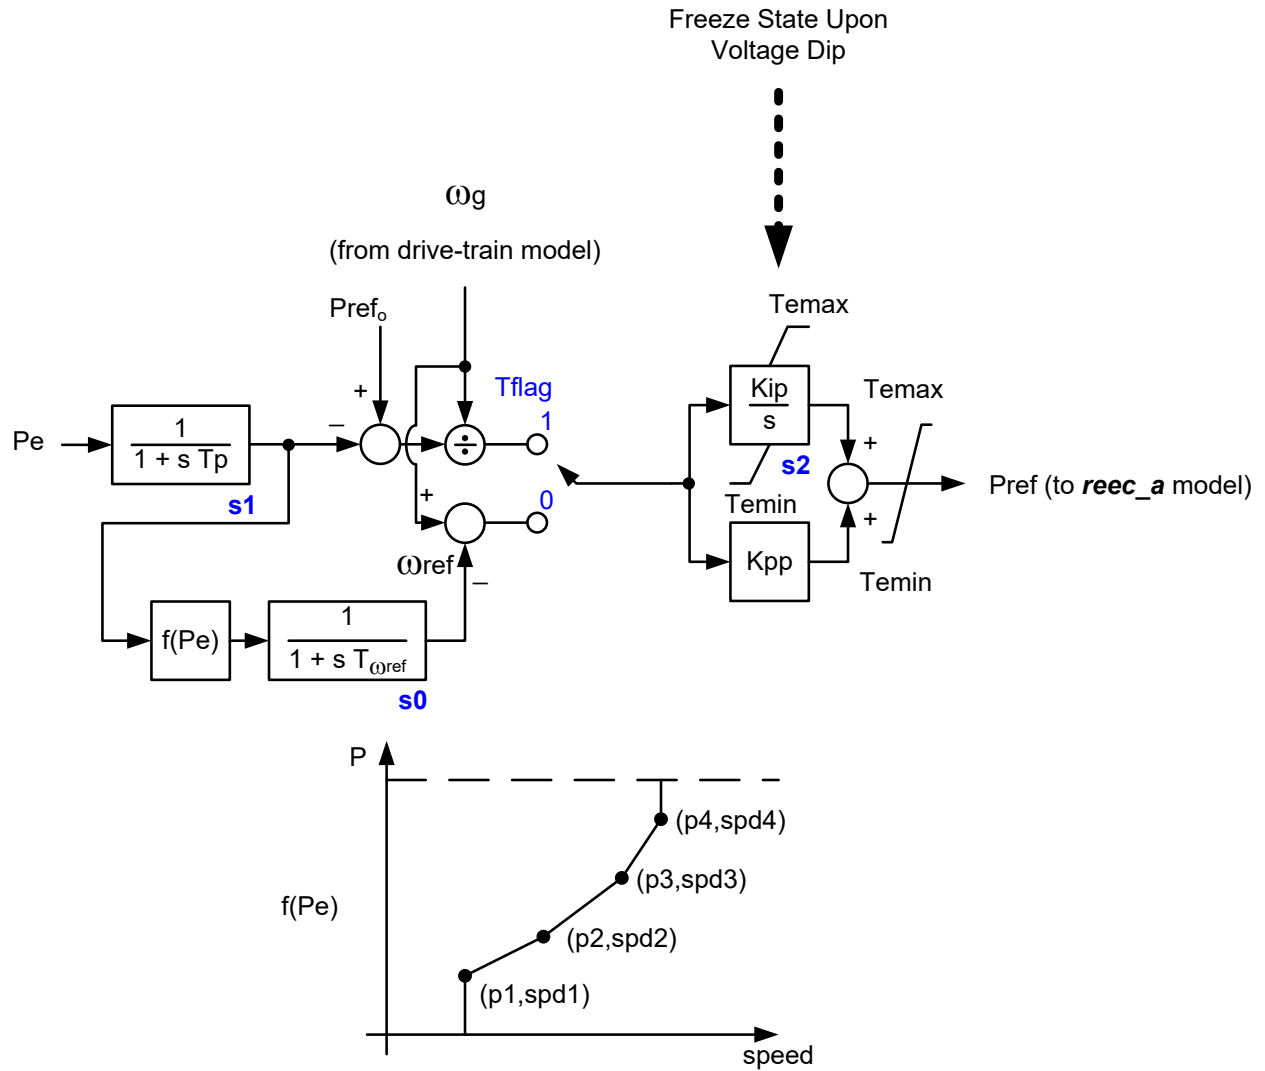 Freeze State Upon
Voltage Dip
ωg
(from drive-train model)
Prefo
Temax
Tflag
Temax
+
Kip
s
1
+
Pe
1
1 + s Tp
–
÷
s2
s1
Pref (to reec_a model)
+
0
Temin
+
ωref
–
Kpp
Temin
f(Pe)
1
1 + s Tωref
s0
P
(p4,spd4)
(p3,spd3)
f(Pe)
(p2,spd2)
(p1,spd1)
speed